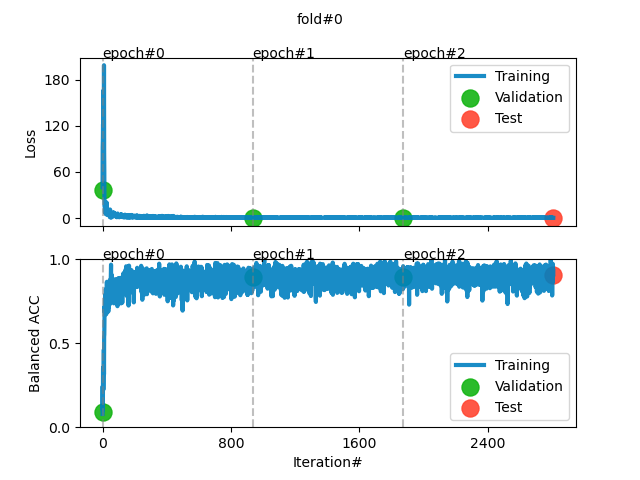 fold#0
epoch#0
epoch#1
epoch#2
180
120
60
0
Loss
Training
Validation
Test
epoch#0
epoch#1
epoch#2
1.0
0.5
0.0
Balanced ACC
Training
Validation
Test
0
800
1600
2400
Iteration#